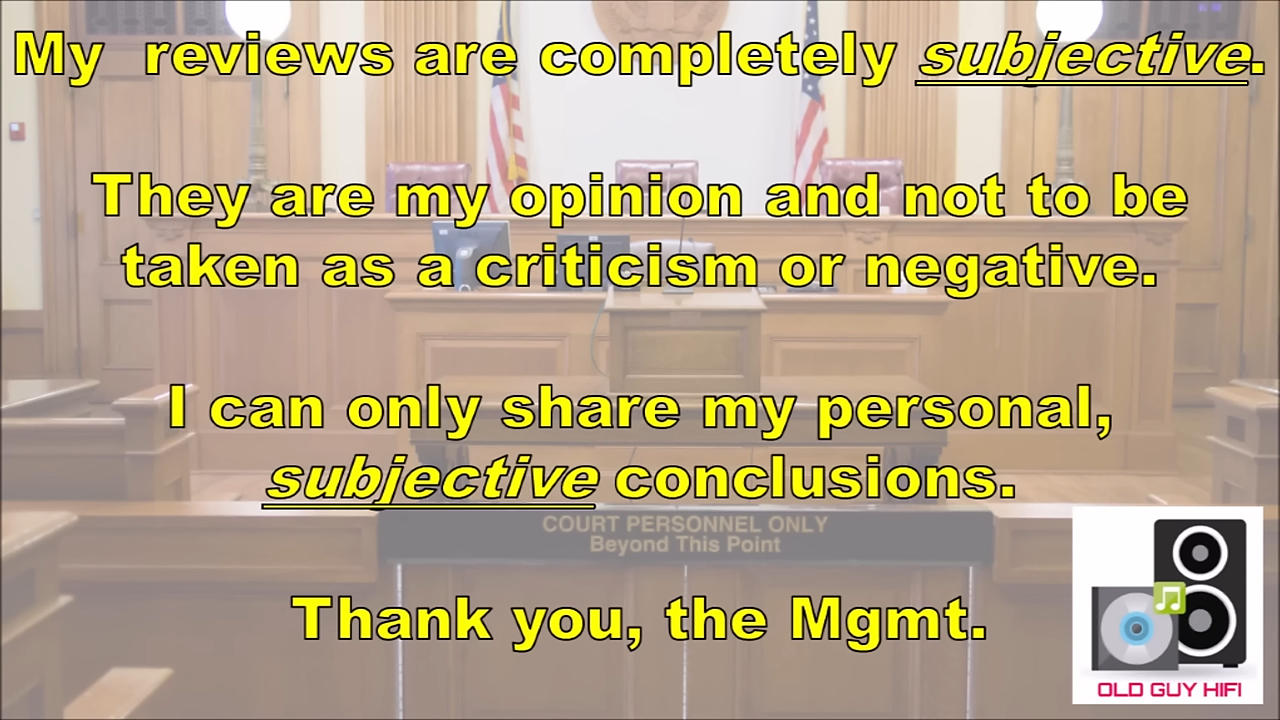 My  reviews are completely subjective.
They are my opinion and not to be
taken as a criticism or negative.
I can only share my personal,
subjective conclusions.
COURT PERSONNEL ONLY
Beyond This Point
Thank you, the Mgmt.
OLD GUY HIFI